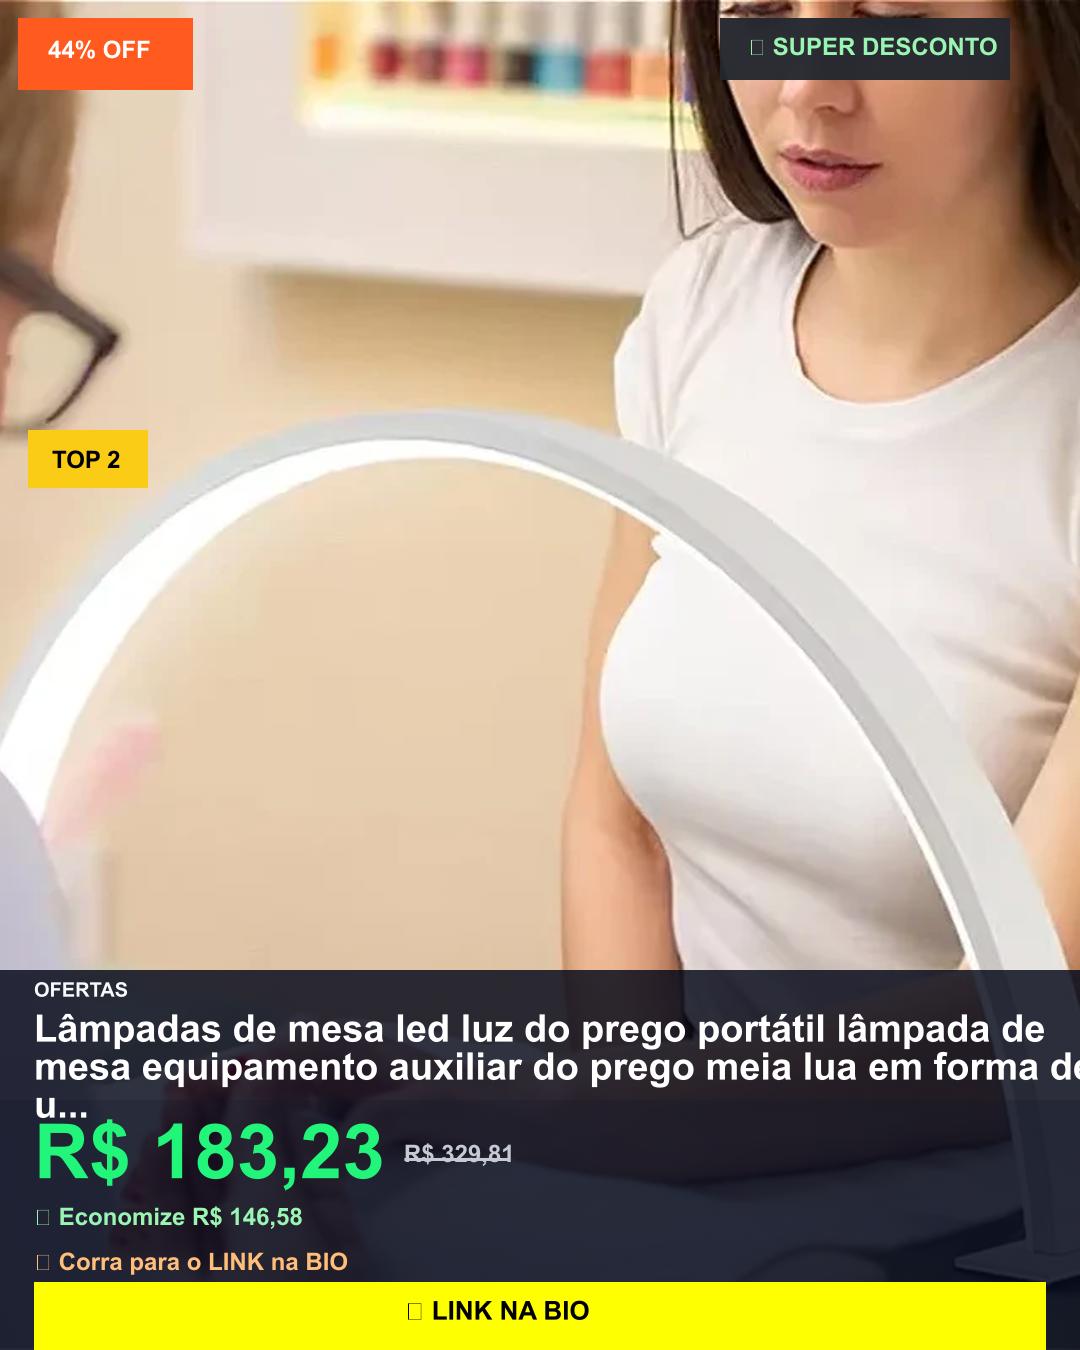 44% OFF
SUPER DESCONTO
TOP 2
OFERTAS
Lâmpadas de mesa led luz do prego portátil lâmpada de
mesa equipamento auxiliar do prego meia lua em forma de
u...
R$ 183,23 R$ 329,81
Economize R$ 146,58
Corra para o LINK na BIO
LINK NA BIO